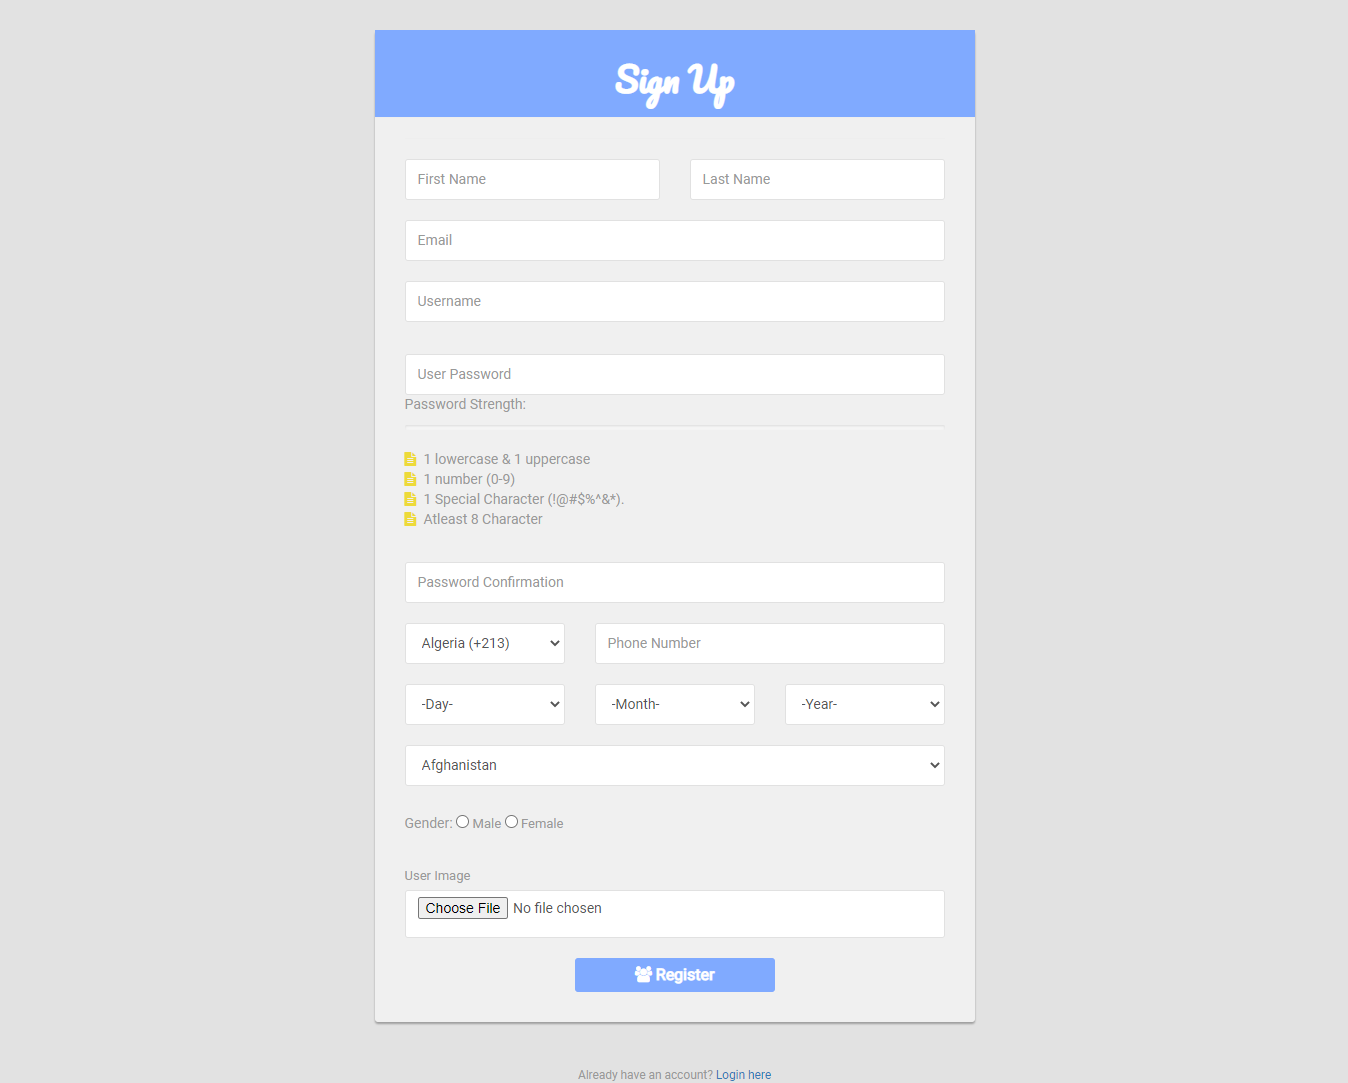 Sign Up
First Name Last Name
Email
Username
User Password
Password Strength:
1 lowercase & 1 uppercase
1 number (0-9)
1 Special Character (!@#$%^&*).
Atleast 8 Character
Password Confirmation
Algeria (+213) Phone Number
-Day- -Month- -Year-
Afghanistan
Gender: Male Female
User Image
Choose File No file chosen
Register
Already have an account? Login here